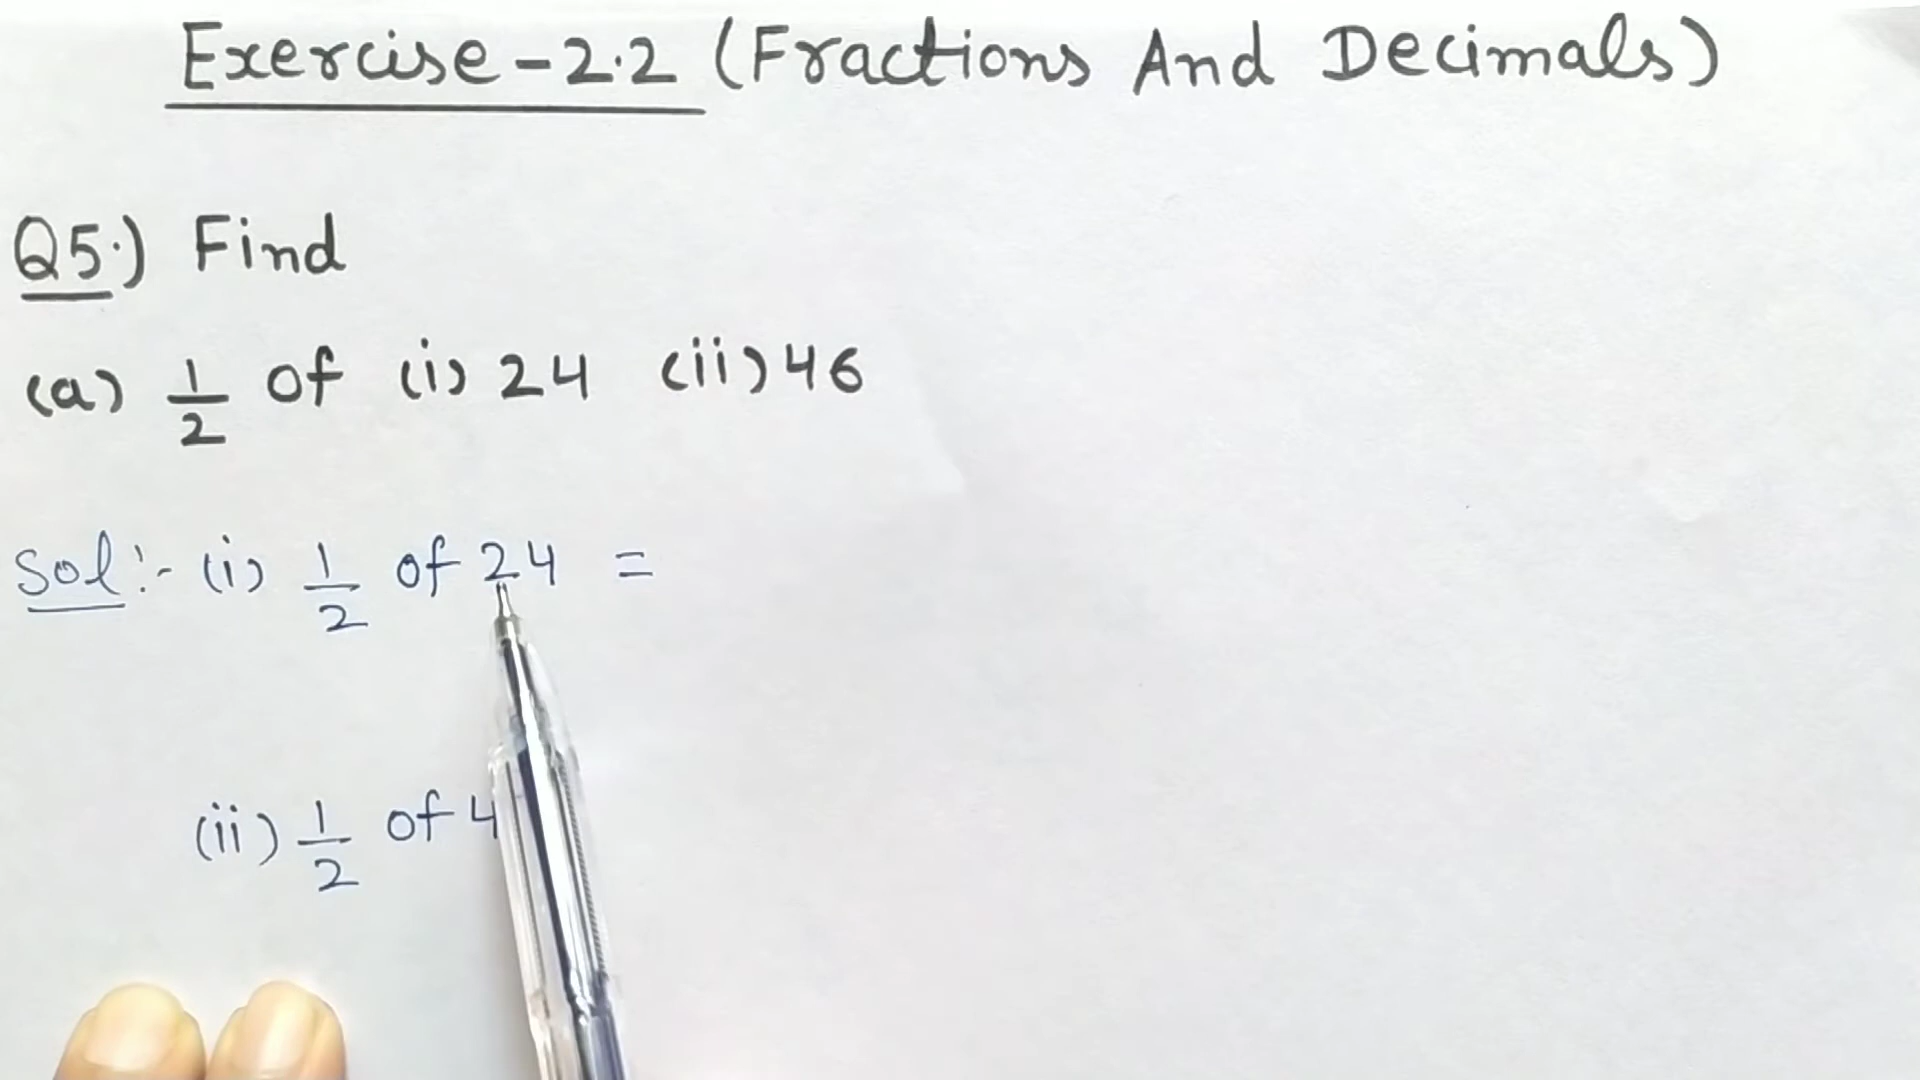 Exercise-2.2 (Fractions And Decimals)
Q5.) Find
(a) 1/2 of (i) 24 (ii) 46
Sol:- (i) 1/2 of 24 =
(ii) 1/2 of 4